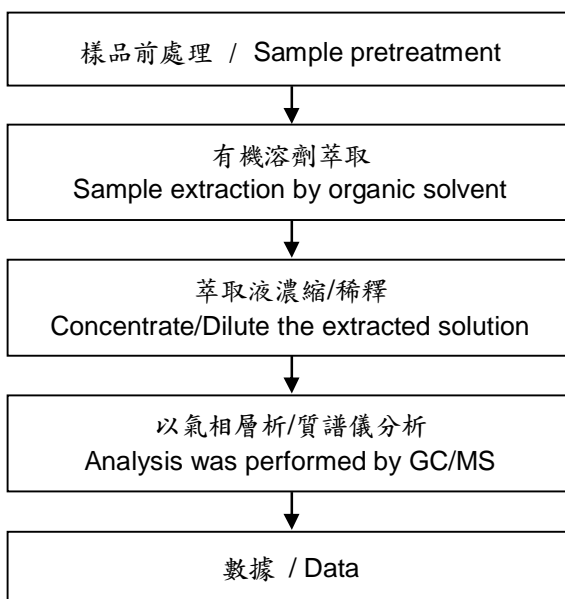 樣品前處理 / Sample pretreatment
有機溶劑萃取
Sample extraction by organic solvent
萃取液濃縮/稀釋
Concentrate/Dilute the extracted solution
以氣相層析/質譜儀分析
Analysis was performed by GC/MS
數據 / Data